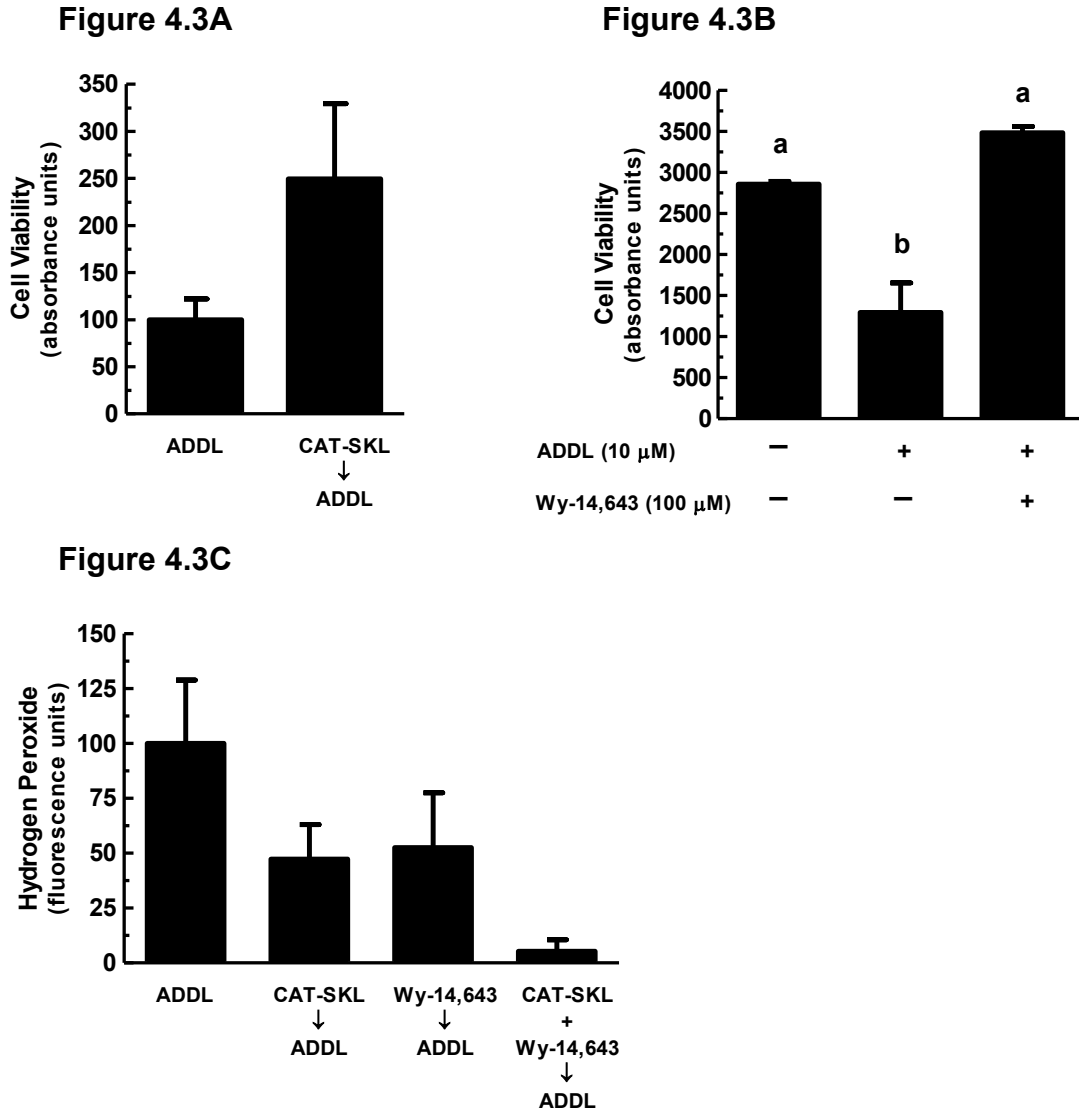 Figure 4.3A
Cell Viability
(absorbance units)
350
300
250
200
150
100
50
0
ADDL
CAT-SKL
↓
ADDL
Figure 4.3B
Cell Viability
(absorbance units)
4000
3500
3000
2500
2000
1500
1000
500
0
a
b
a
ADDL (10 μM) – + +
Wy-14,643 (100 μM) – – +
Figure 4.3C
Hydrogen Peroxide
(fluorescence units)
150
125
100
75
50
25
0
ADDL
CAT-SKL
↓
ADDL
Wy-14,643
↓
ADDL
CAT-SKL
+
Wy-14,643
↓
ADDL